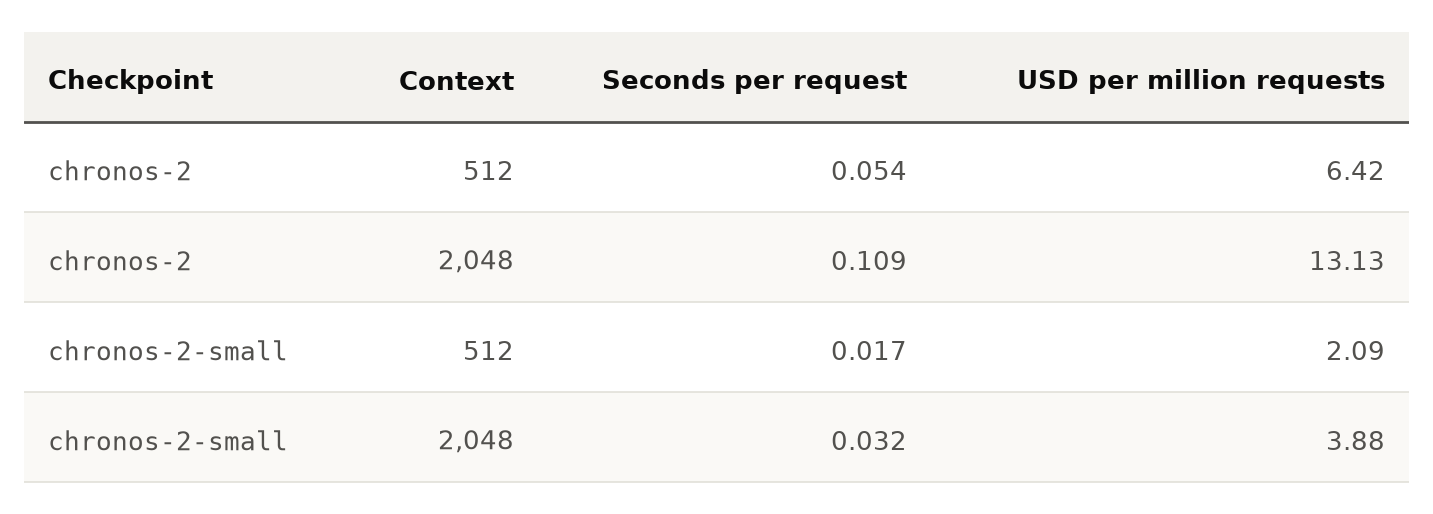 Checkpoint Context Seconds per request USD per million requests
chronos-2 512 0.054 6.42
chronos-2 2,048 0.109 13.13
chronos-2-small 512 0.017 2.09
chronos-2-small 2,048 0.032 3.88